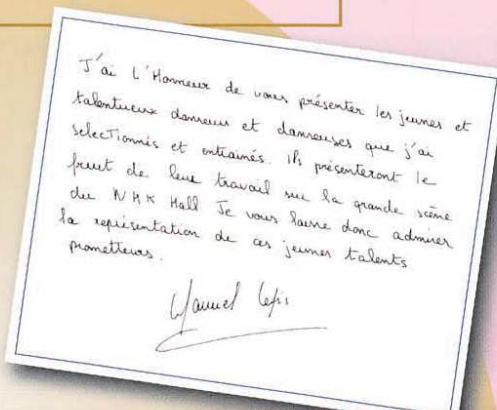 J'ai L'Honneur de vous présenter les jeunes et
talentueux danseurs et danseuses que j'ai
selectionnés et entrainés. Ils présenteront le
fruit de leur travail sur la grande scène
du NHK Hall Je vous laisse donc admirer
la représentation de ces jeunes talents
prometteurs.
Manuel